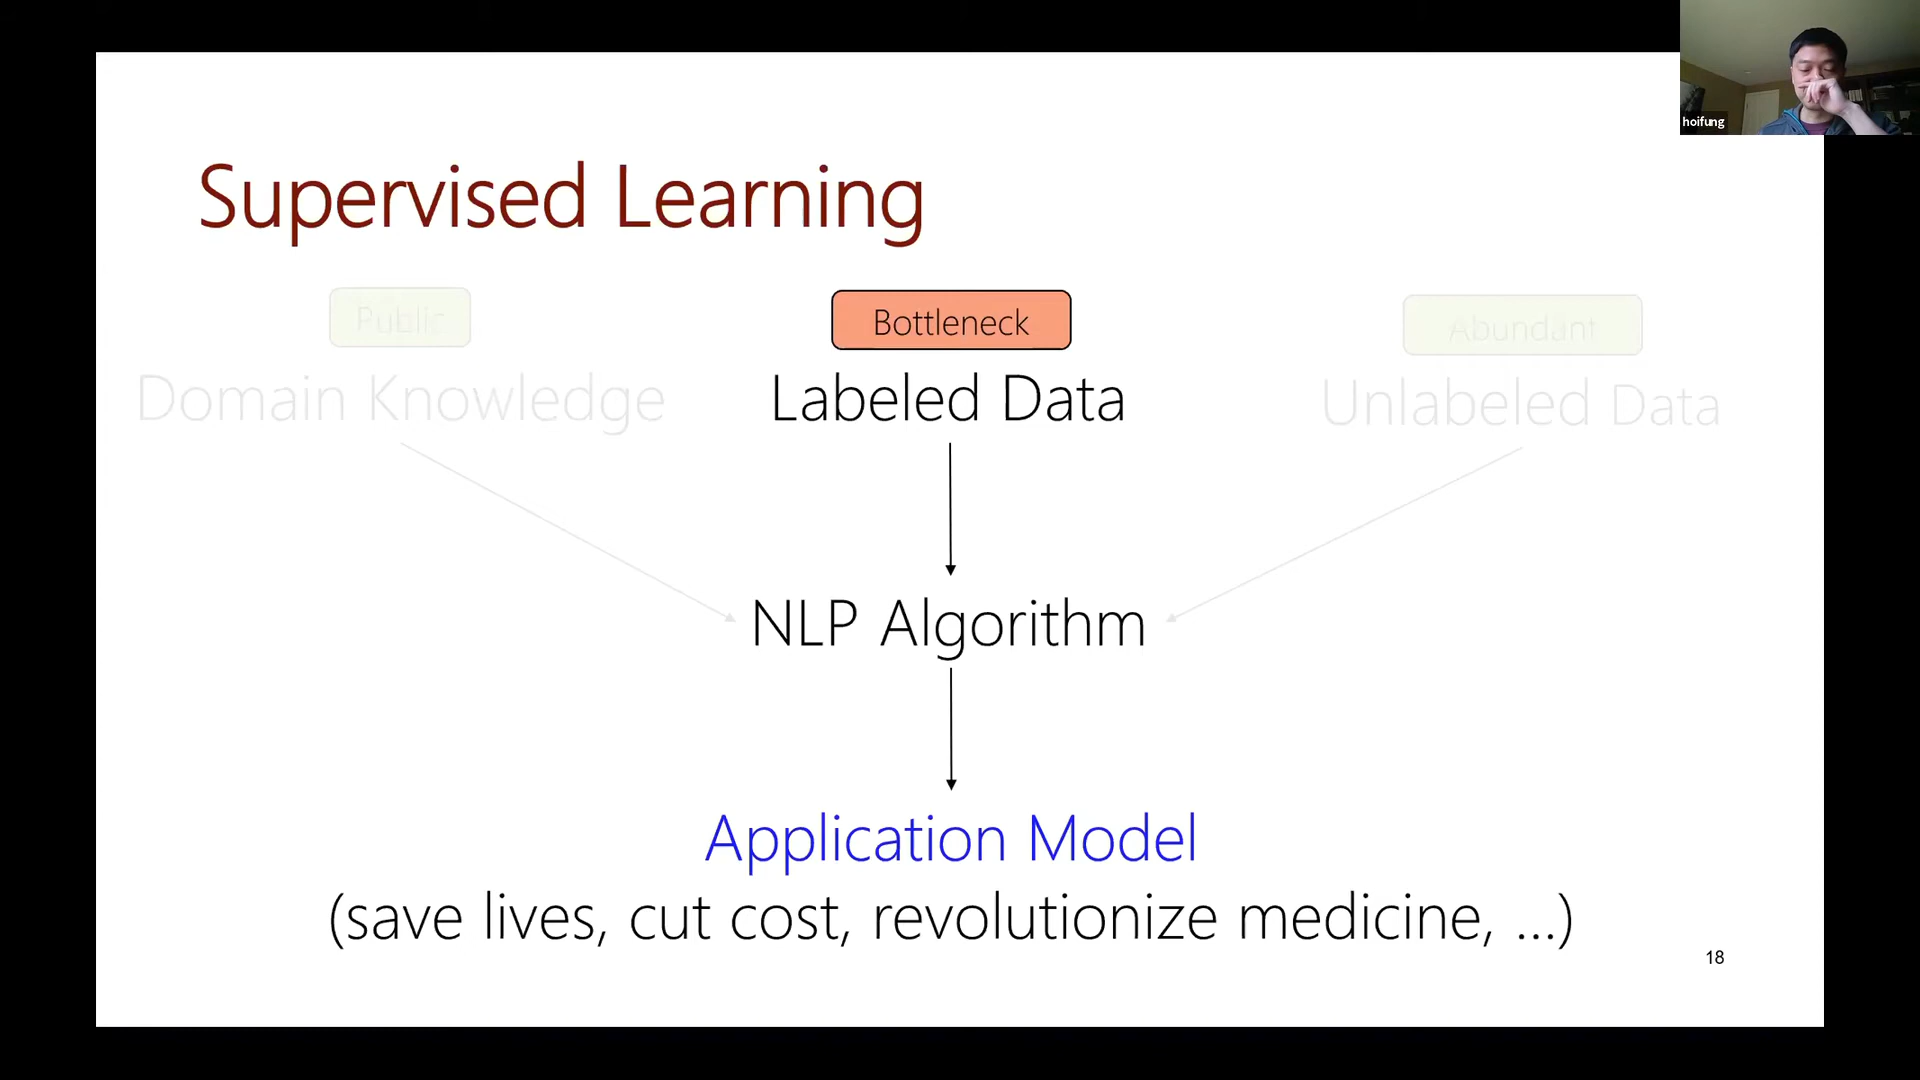 hoifung
Supervised Learning
Public
Bottleneck
Abundant
Domain Knowledge
Labeled Data
Unlabeled Data
NLP Algorithm
Application Model
(save lives, cut cost, revolutionize medicine, ...)
18